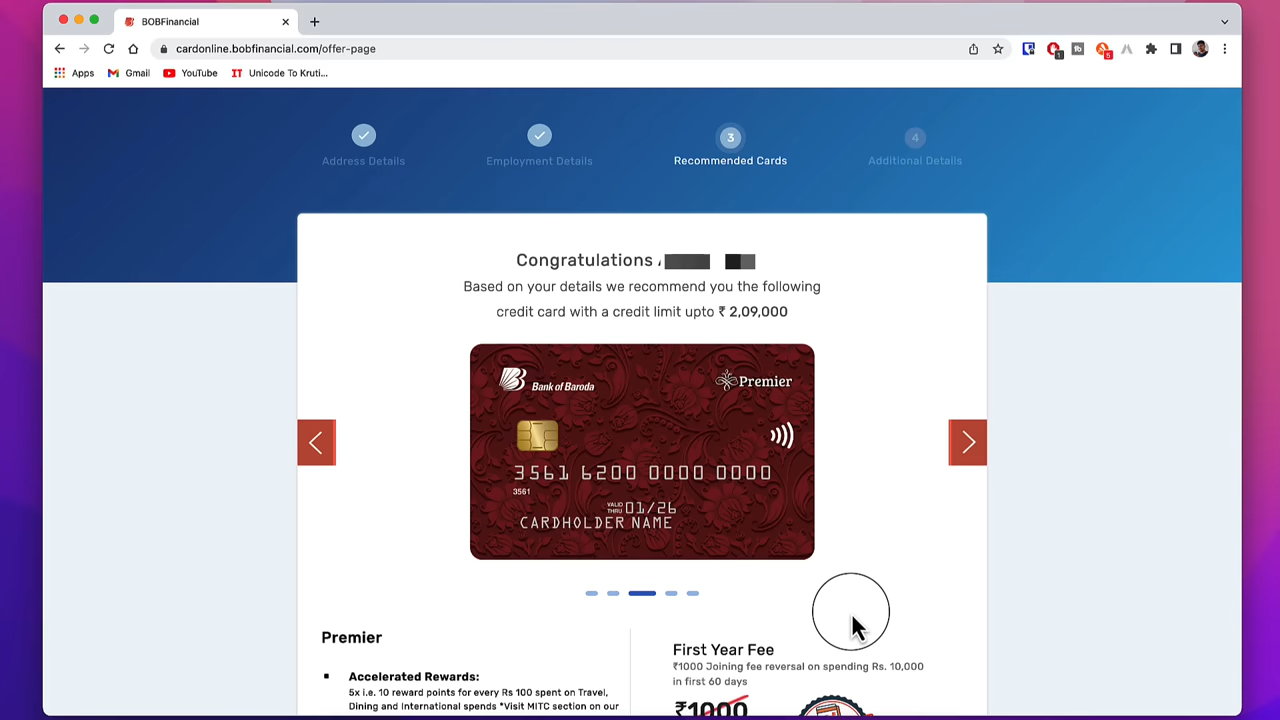 BOBFinancial
cardonline.bobfinancial.com/offer-page
1
5
Apps
Gmail
YouTube
IT
Unicode To Kruti...
3
4
Address Details
Employment Details
Recommended Cards
Additional Details
Congratulations
Based on your details we recommend you the following
credit card with a credit limit upto ₹ 2,09,000
Bank of Baroda
Premier
3561 6200 0000 0000
3561
VALID THRU 01/26
CARDHOLDER NAME
Premier
Accelerated Rewards:
5x i.e. 10 reward points for every Rs 100 spent on Travel,
Dining and International spends *Visit MITC section on our
First Year Fee
₹1000 Joining fee reversal on spending Rs. 10,000
in first 60 days
₹1000